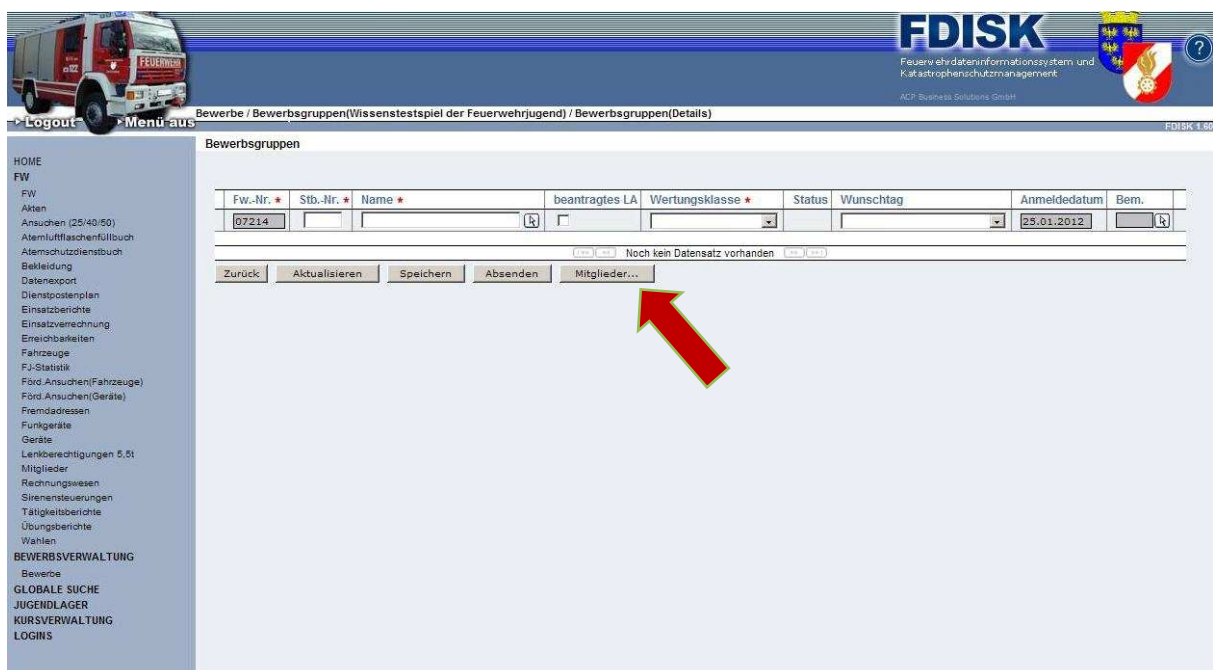 FDISK
Feuerwehrdateninformationssystem und
Katastrophenschutzmanagement
ACP Business Solutions GmbH
FEUERWEHR
?
Logout
Menü aus
Bewerbe / Bewerbsgruppen(Wissenstestspiel der Feuerwehrjugend) / Bewerbsgruppen(Details)
FDISK 1.60
Bewerbsgruppen
HOME
FW
FW
Akten
Ansuchen (25/40/50)
Atemluftflaschenfüllbuch
Atemschutzdienstbuch
Bekleidung
Datenexport
Dienstpostenplan
Einsatzberichte
Einsatzverrechnung
Erreichbarkeiten
Fahrzeuge
FJ-Statistik
Förd.Ansuchen(Fahrzeuge)
Förd.Ansuchen(Geräte)
Fremdadressen
Funkgeräte
Geräte
Lenkberechtigungen 5,5t
Mitglieder
Rechnungswesen
Sirenensteuerungen
Tätigkeitsberichte
Übungsberichte
Wahlen
BEWERBSVERWALTUNG
Bewerbe
GLOBALE SUCHE
JUGENDLAGER
KURSVERWALTUNG
LOGINS
Fw.-Nr. * Stb.-Nr. * Name * beantragtes LA Wertungsklasse * Status Wunschtag Anmeldedatum Bem.
07214 25.01.2012
Noch kein Datensatz vorhanden
Zurück Aktualisieren Speichern Absenden Mitglieder...